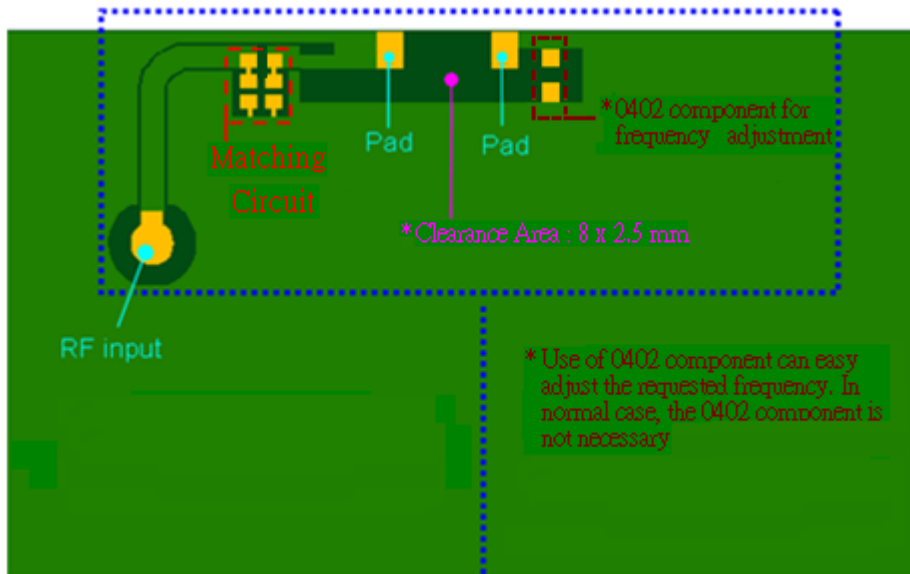 *0402 component for
frequency adjustment
Pad
Pad
Matching
Circuit
*Clearance Area : 8 x 2.5 mm
RF input
* Use of 0402 component can easy
adjust the requested frequency. In
normal case, the 0402 component is
not necessary